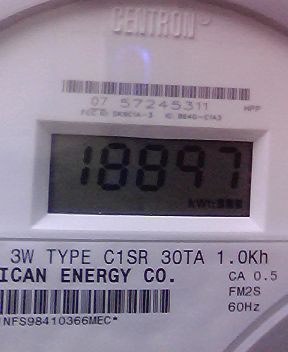 CENTRON
07 57245311 HPP
18897
kWh
3W TYPE C1SR 30TA 1.0Kh
ICAN ENERGY CO. CA 0.5
FM2S
NFS98410366MEC* 60Hz